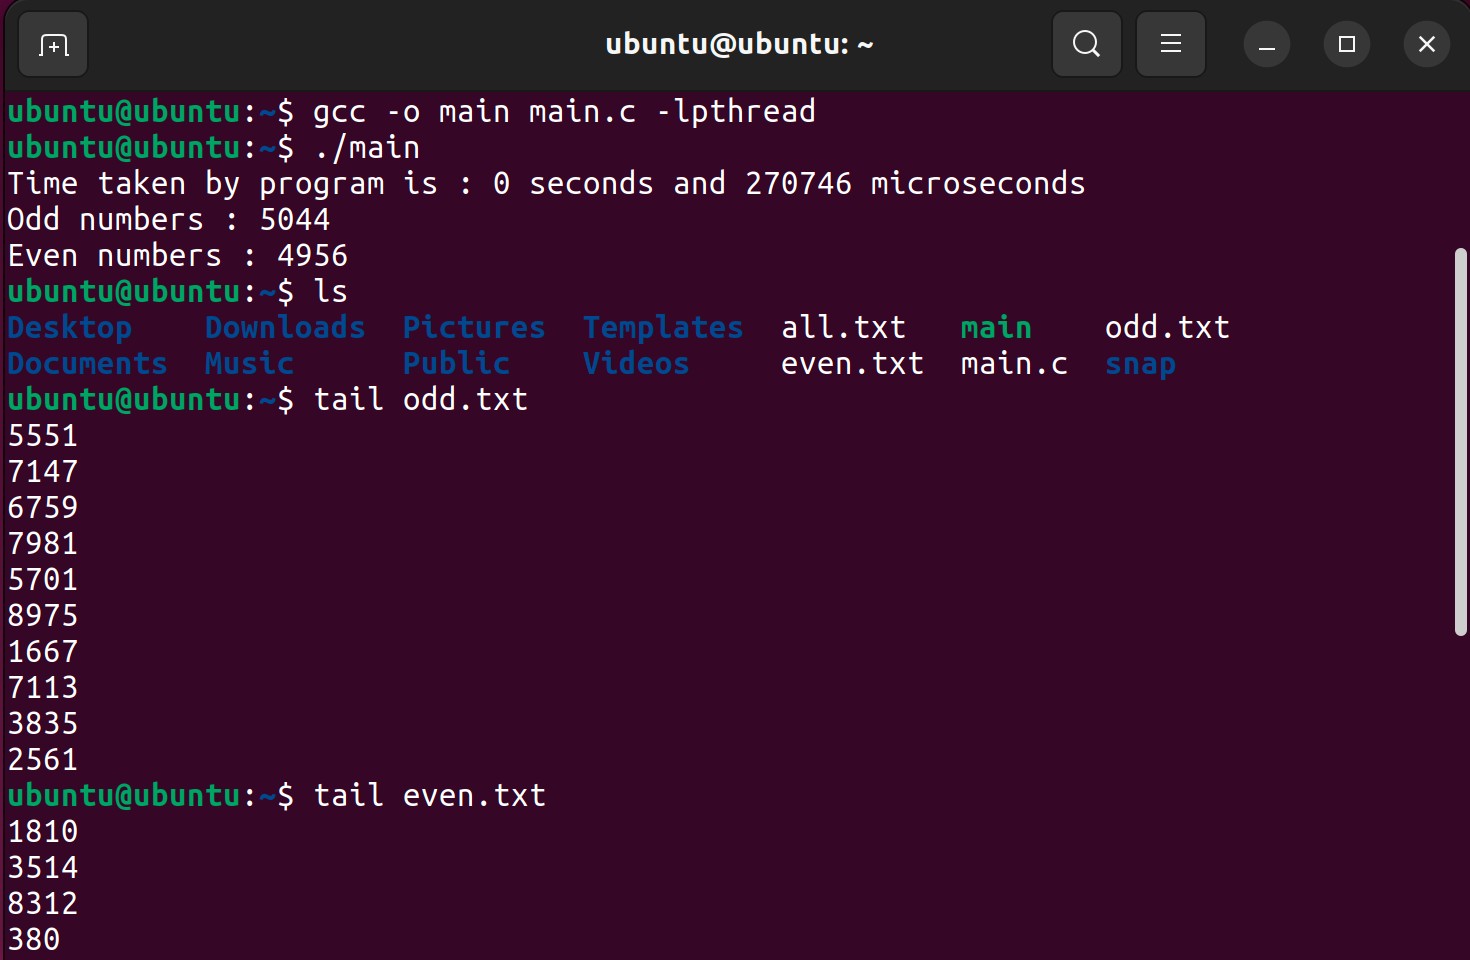 ubuntu@ubuntu: ~
ubuntu@ubuntu:~$ gcc -o main main.c -lpthread
ubuntu@ubuntu:~$ ./main
Time taken by program is : 0 seconds and 270746 microseconds
Odd numbers : 5044
Even numbers : 4956
ubuntu@ubuntu:~$ ls
Desktop Downloads Pictures Templates all.txt main odd.txt
Documents Music Public Videos even.txt main.c snap
ubuntu@ubuntu:~$ tail odd.txt
5551
7147
6759
7981
5701
8975
1667
7113
3835
2561
ubuntu@ubuntu:~$ tail even.txt
1810
3514
8312
380